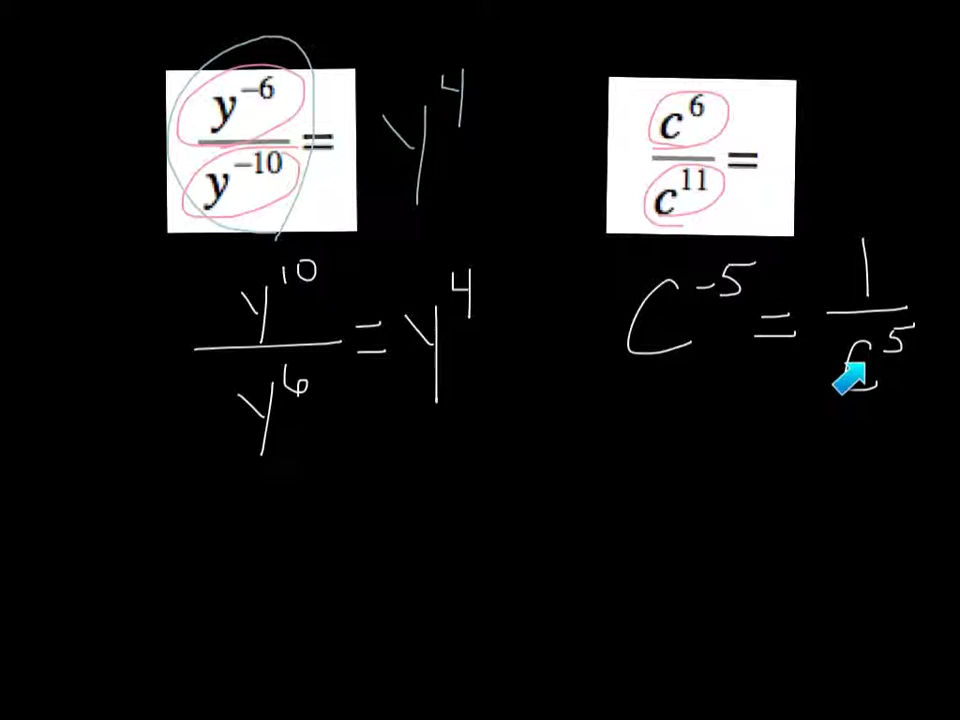 y^{-6}/y^{-10} = y^4
y^{10}/y^6 = y^4
c^6/c^{11} =
c^{-5} = 1/c^5